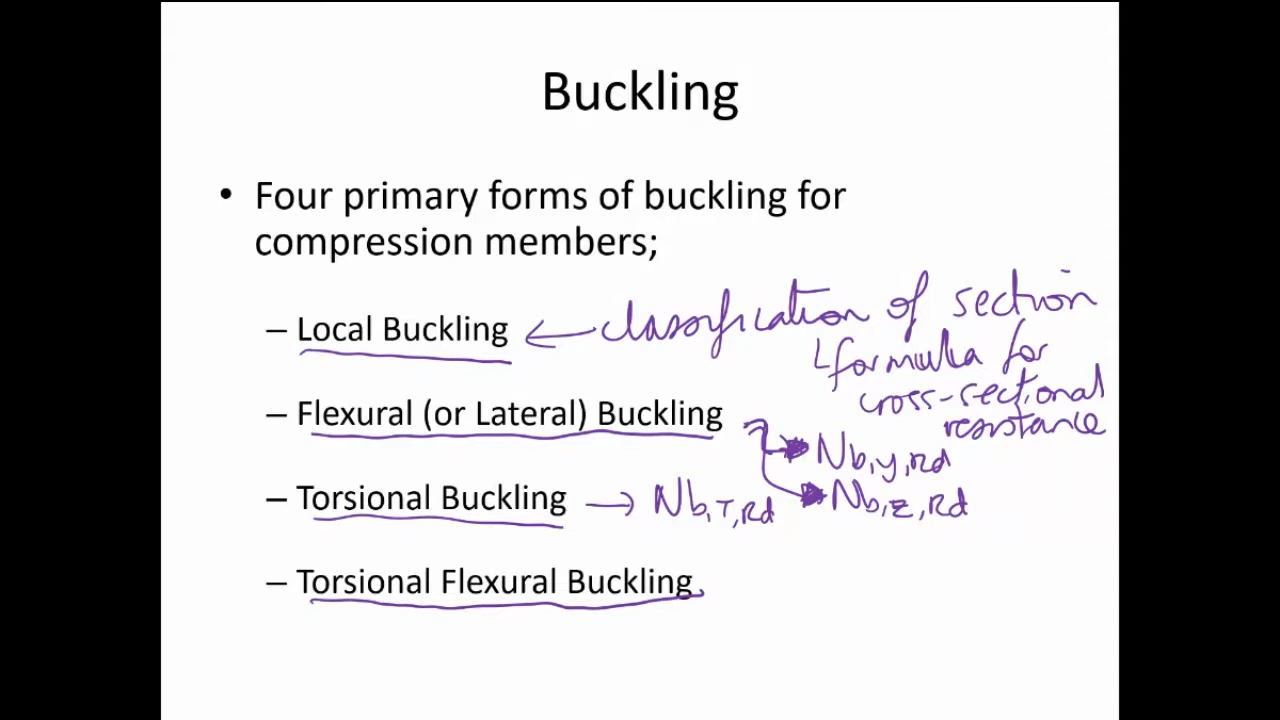 Buckling
• Four primary forms of buckling for
compression members;
– Local Buckling ← classification of section
formula for
cross-sectional
resistance
– Flexural (or Lateral) Buckling
Nb,y,Rd
Nb,z,Rd
– Torsional Buckling → Nb,T,Rd
– Torsional Flexural Buckling